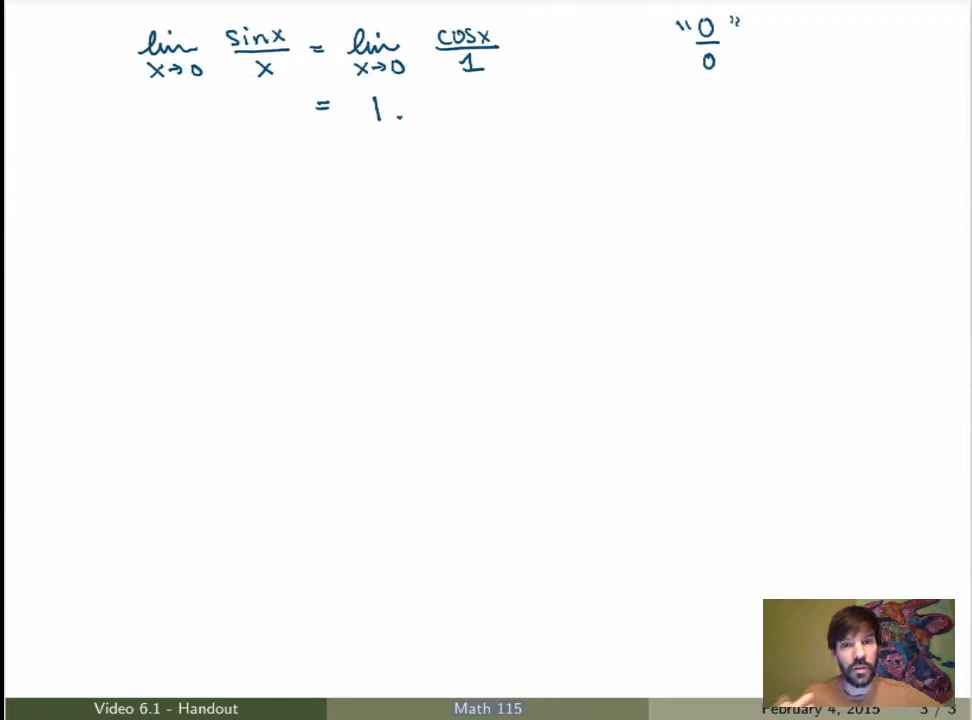 lim x→0 sinx/x = lim x→0 cosx/1 "0/0"
= 1.
Video 6.1 - Handout Math 115 February 4, 2015 3 / 3